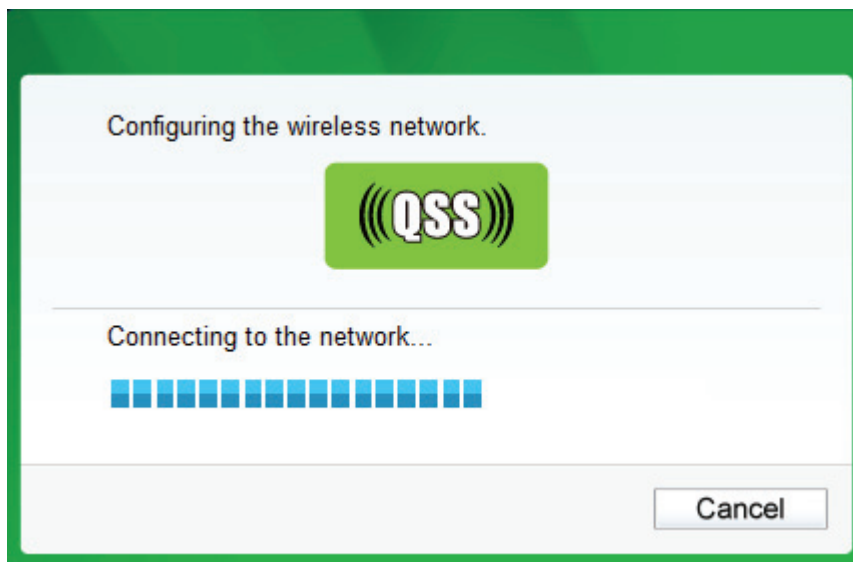 Configuring the wireless network.
(((QSS)))
Connecting to the network...
Cancel